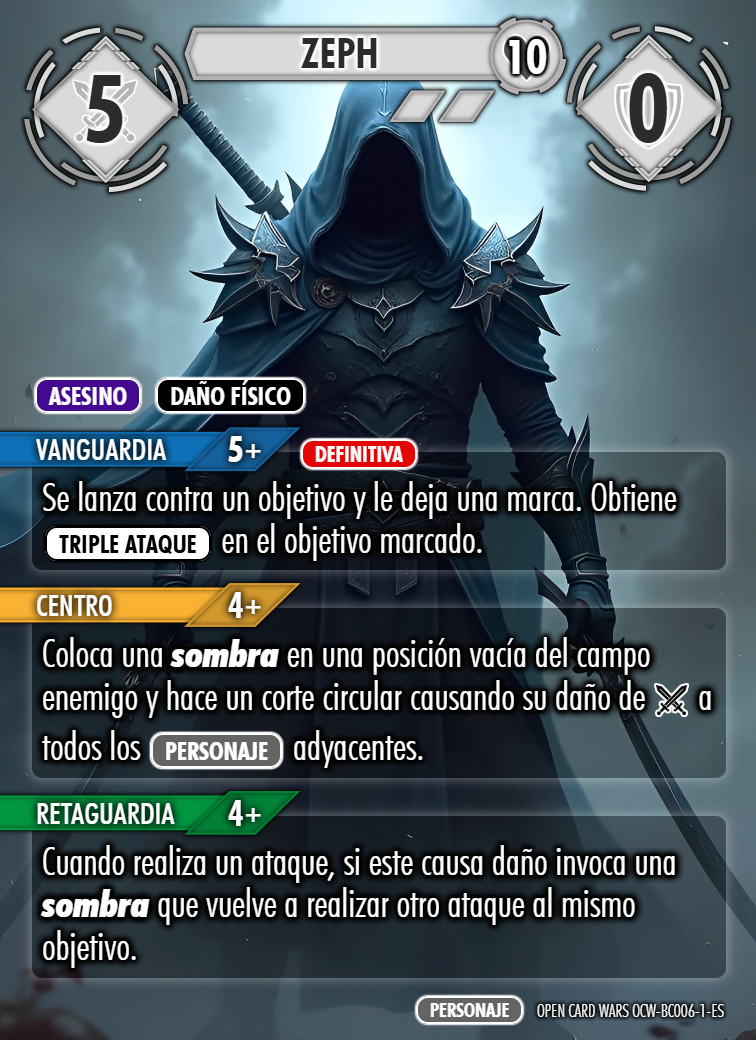 5
ZEPH
10
0
ASESINO DAÑO FÍSICO
VANGUARDIA 5+ DEFINITIVA
Se lanza contra un objetivo y le deja una marca. Obtiene
TRIPLE ATAQUE en el objetivo marcado.
CENTRO 4+
Coloca una sombra en una posición vacía del campo
enemigo y hace un corte circular causando su daño de a
todos los PERSONAJE adyacentes.
RETAGUARDIA 4+
Cuando realiza un ataque, si este causa daño invoca una
sombra que vuelve a realizar otro ataque al mismo
objetivo.
PERSONAJE OPEN CARD WARS OCW-BC006-1-ES